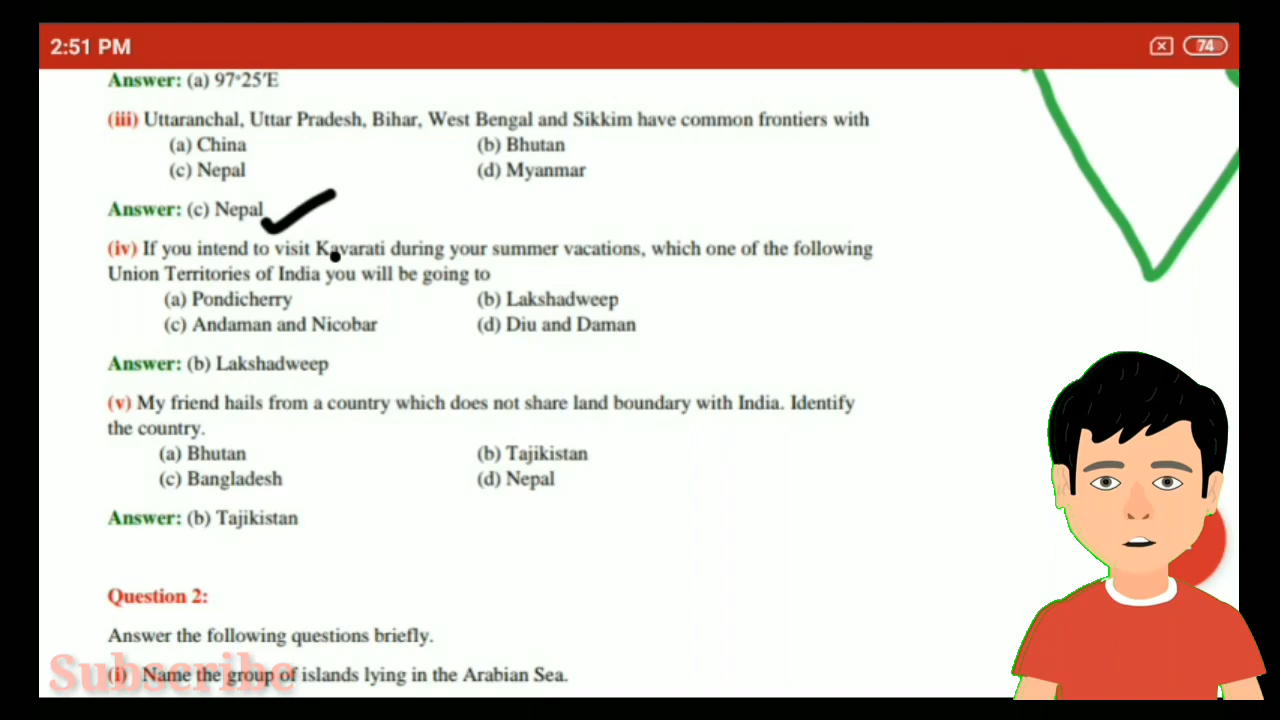 2:51 PM
74
Answer: (a) 97°25'E
(iii) Uttaranchal, Uttar Pradesh, Bihar, West Bengal and Sikkim have common frontiers with
(a) China (b) Bhutan
(c) Nepal (d) Myanmar
Answer: (c) Nepal
(iv) If you intend to visit Kavarati during your summer vacations, which one of the following
Union Territories of India you will be going to
(a) Pondicherry (b) Lakshadweep
(c) Andaman and Nicobar (d) Diu and Daman
Answer: (b) Lakshadweep
(v) My friend hails from a country which does not share land boundary with India. Identify
the country.
(a) Bhutan (b) Tajikistan
(c) Bangladesh (d) Nepal
Answer: (b) Tajikistan
Question 2:
Answer the following questions briefly.
(i) Name the group of islands lying in the Arabian Sea.
Subscribe